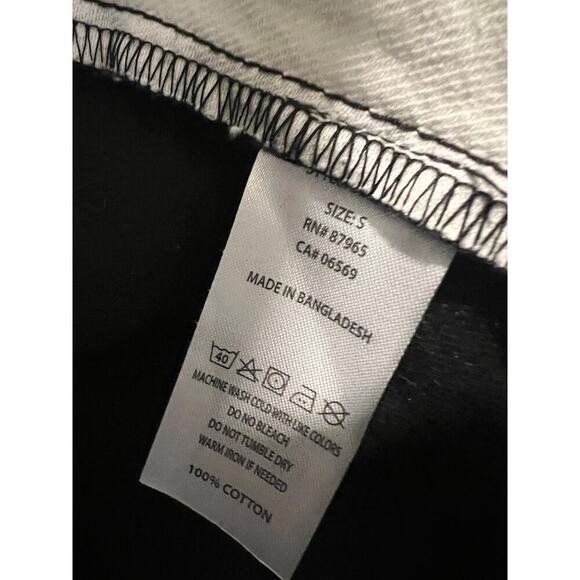 SIZE: S
RN# 87965
CA# 06569
MADE IN BANGLADESH
40
MACHINE WASH COLD WITH LIKE COLORS
DO NO BLEACH
DO NOT TUMBLE DRY
WARM IRON IF NEEDED
100% COTTON